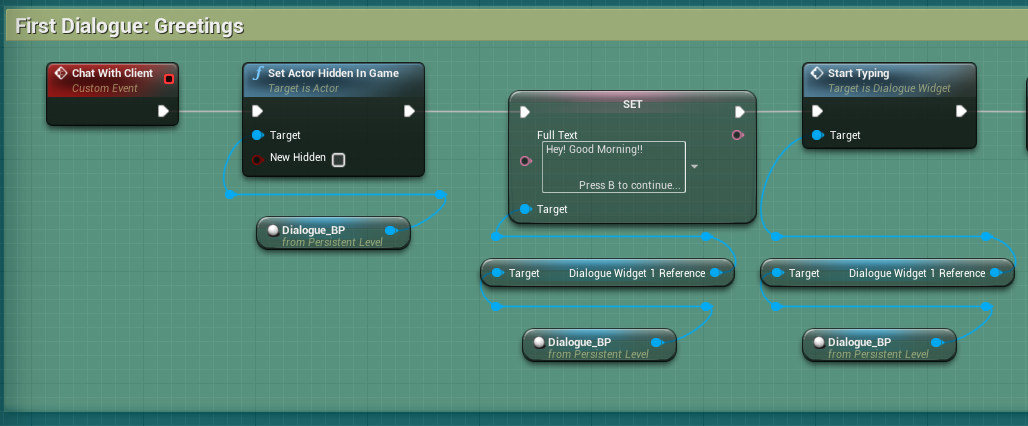 First Dialogue: Greetings
Chat With Client
Custom Event
Set Actor Hidden In Game
Target is Actor
Target
New Hidden
Dialogue_BP
from Persistent Level
SET
Full Text
Hey! Good Morning!!
Press B to continue...
Target
Target Dialogue Widget 1 Reference
Dialogue_BP
from Persistent Level
Start Typing
Target is Dialogue Widget
Target
Target Dialogue Widget 1 Reference
Dialogue_BP
from Persistent Level